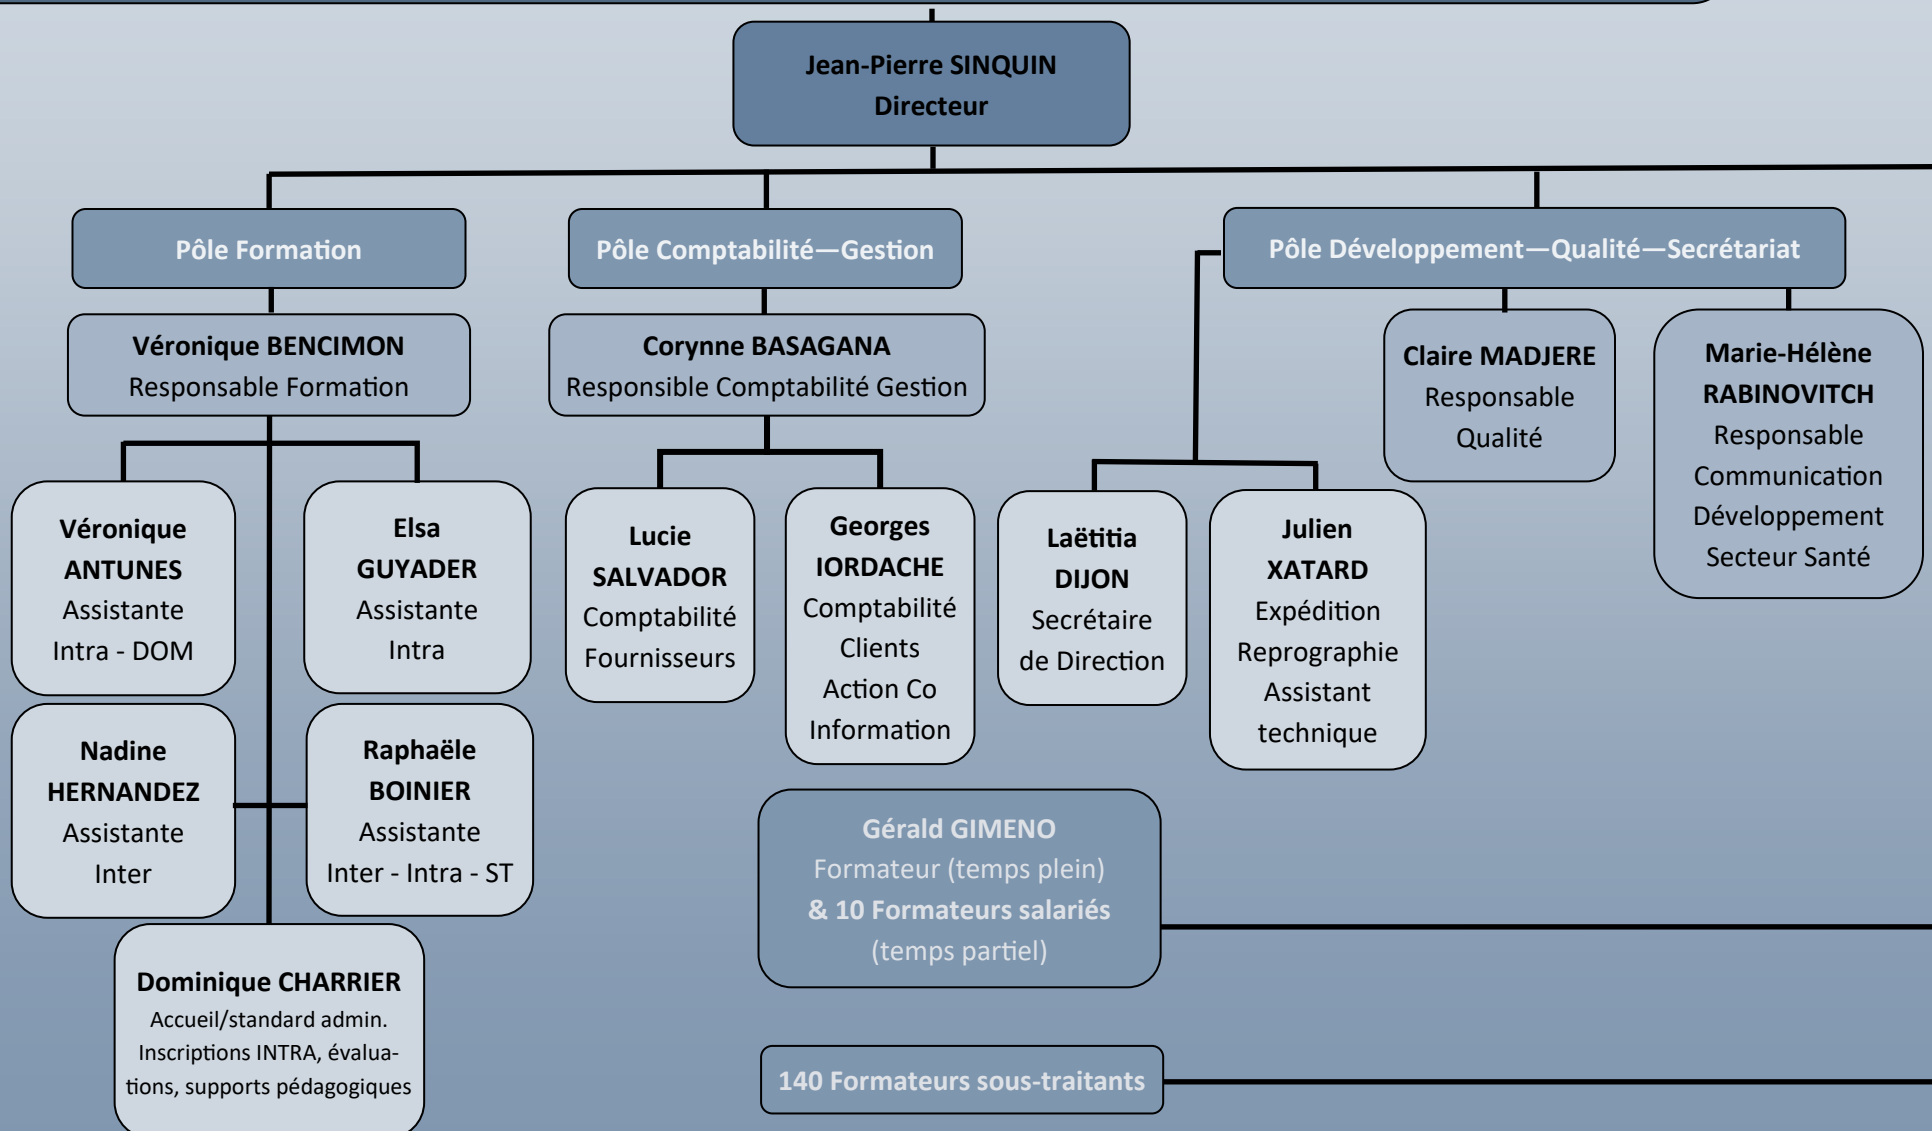 Jean-Pierre SINQUIN
Directeur
Pôle Formation
Pôle Comptabilité—Gestion
Pôle Développement—Qualité—Secrétariat
Véronique BENCIMON
Responsable Formation
Corynne BASAGANA
Responsible Comptabilité Gestion
Claire MADJERE
Responsable
Qualité
Marie-Hélène
RABINOVITCH
Responsable
Communication
Développement
Secteur Santé
Véronique
ANTUNES
Assistante
Intra - DOM
Elsa
GUYADER
Assistante
Intra
Lucie
SALVADOR
Comptabilité
Fournisseurs
Georges
IORDACHE
Comptabilité
Clients
Action Co
Information
Laëtitia
DIJON
Secrétaire
de Direction
Julien
XATARD
Expédition
Reprographie
Assistant
technique
Nadine
HERNANDEZ
Assistante
Inter
Raphaële
BOINIER
Assistante
Inter - Intra - ST
Gérald GIMENO
Formateur (temps plein)
& 10 Formateurs salariés
(temps partiel)
Dominique CHARRIER
Accueil/standard admin.
Inscriptions INTRA, évalua-
tions, supports pédagogiques
140 Formateurs sous-traitants